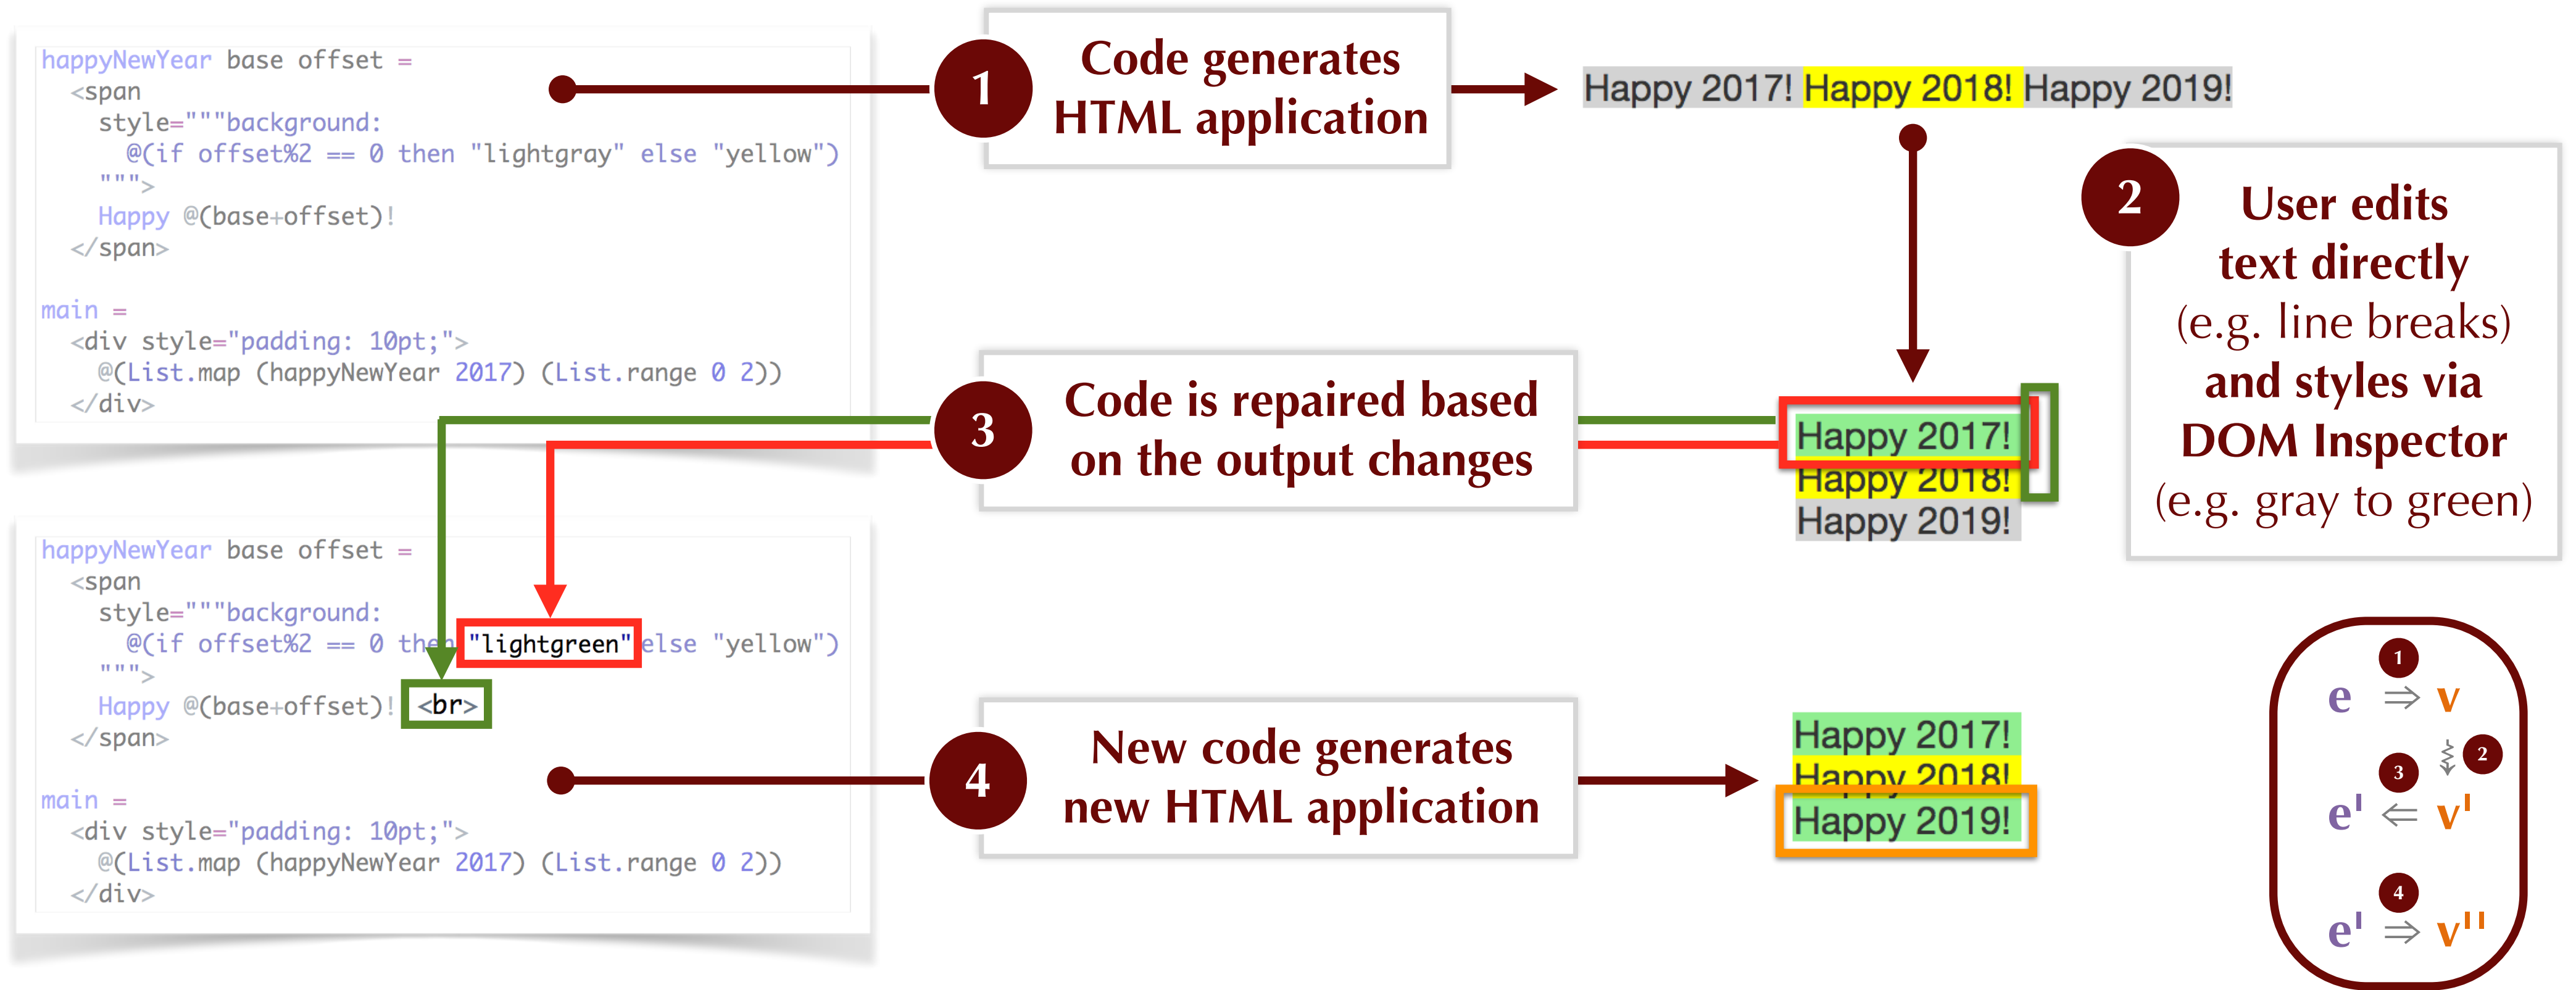 happyNewYear base offset =
<span
style="""background:
@(if offset%2 == 0 then "lightgray" else "yellow")
""">
Happy @(base+offset)!
</span>
main =
<div style="padding: 10pt;">
@(List.map (happyNewYear 2017) (List.range 0 2))
</div>
1
Code generates
HTML application
Happy 2017! Happy 2018! Happy 2019!
2
User edits
text directly
(e.g. line breaks)
and styles via
DOM Inspector
(e.g. gray to green)
3
Code is repaired based
on the output changes
Happy 2017!
Happy 2018!
Happy 2019!
happyNewYear base offset =
<span
style="""background:
@(if offset%2 == 0 then "lightgreen" else "yellow")
""">
Happy @(base+offset)! <br>
</span>
main =
<div style="padding: 10pt;">
@(List.map (happyNewYear 2017) (List.range 0 2))
</div>
4
New code generates
new HTML application
Happy 2017!
Happy 2018!
Happy 2019!
1
e ⇒ v
2
3
e' ⇐ v'
4
e' ⇒ v''